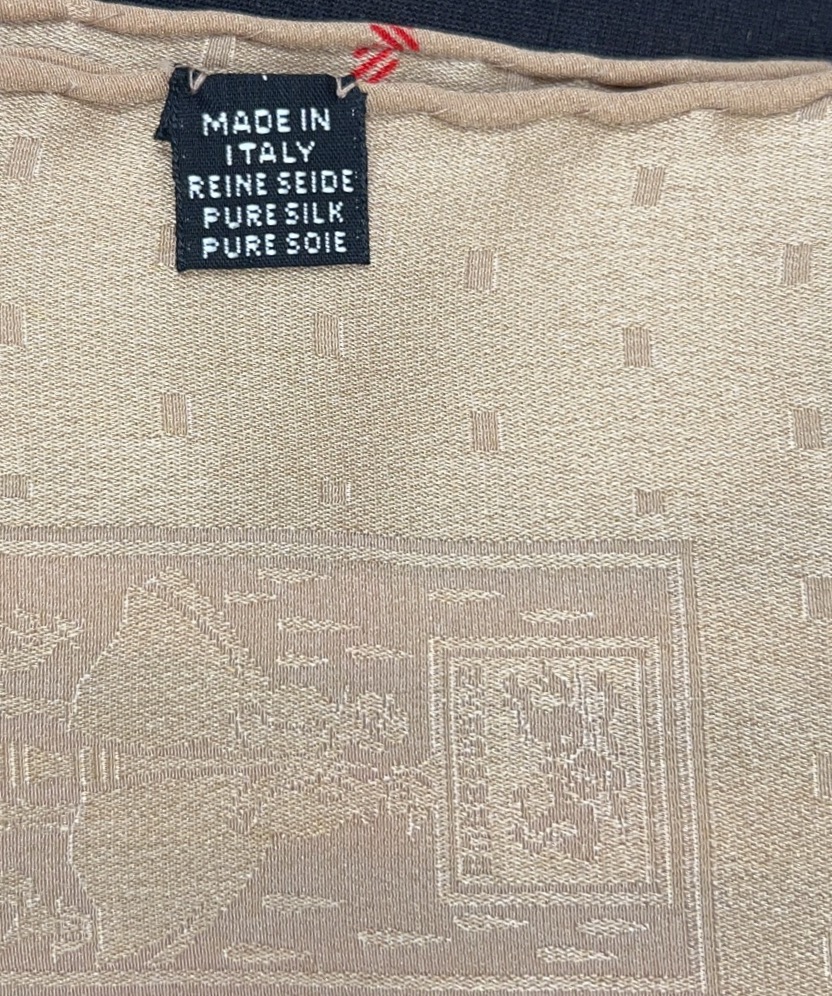 MADE IN
ITALY
REINE SEIDE
PURE SILK
PURE SOIE